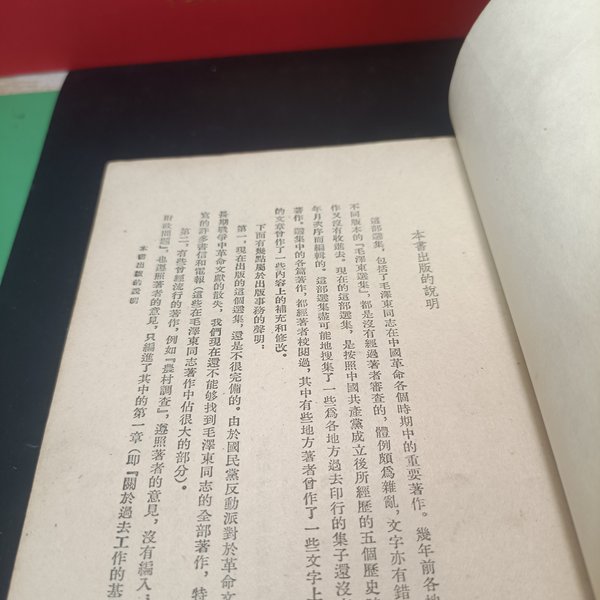 本書出版的說明
這部選集，包括了毛澤東同志在中國革命各個時期中的重要著作。幾年前各地
不同版本的『毛澤東選集』，都是沒有經過著者審查的，體例頗爲雜亂，文字亦有錯
作又沒有收進去。現在的這部選集，是按照中國共產黨成立後所經歷的五個歷史
年月次序而編輯的。這部選集盡可能地搜集了一些爲各地方過去印行的集子還沒
著作。選集中的各篇著作，都經著者校閱過，其中有些地方著者曾作了一些文字上
的文章曾作了一些內容上的補充和修改。
下面有幾點屬於出版事務的聲明：
第一，現在出版的這個選集，還是不很完備的。由於國民黨反動派對於革命文
長期戰爭中革命文獻的散失，我們現在還不能够找到毛澤東同志的全部著作，特
寫的許多書信和電報（這些在毛澤東同志著作中佔很大的部分）。
第二，有些曾經流行的著作，例如『農村調查』，遵照著者的意見，沒有編入
財政問題』，也遵照著者的意見，只編進了其中的第一章（即『關於過去工作的基
本書出版的說明